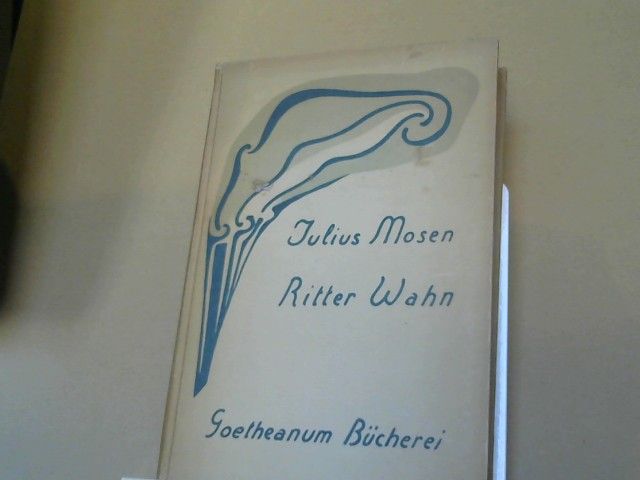 Julius Mosen
Ritter Wahn
Goetheanum Bücherei